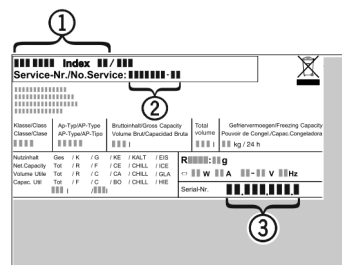 1
Index /
Service-Nr./No.Service: -
2
Klasse/Class Ap-Typ/AP-Type Bruttoinhalt/Gross Capacity Total Gefriervermoegen/Freezing Capacity
Classe/Clase AP-Type/AP-Tipo Volume Brut/Capacidad Bruta volume Pouvoir de Congel./Capac.Congeladora
l l kg / 24 h
Nutzinhalt Ges / K / G / KE / KALT / EIS
Net.Capacity Tot / R / F / CE / CHILL / ICE
Volume Utile Tot / F / C / CA / CHILL / GLA
Capac. Util Tot / F / C / BO / CHILL / HIE
l / l
R : g
W A - V Hz
Serial-Nr. . . .
3